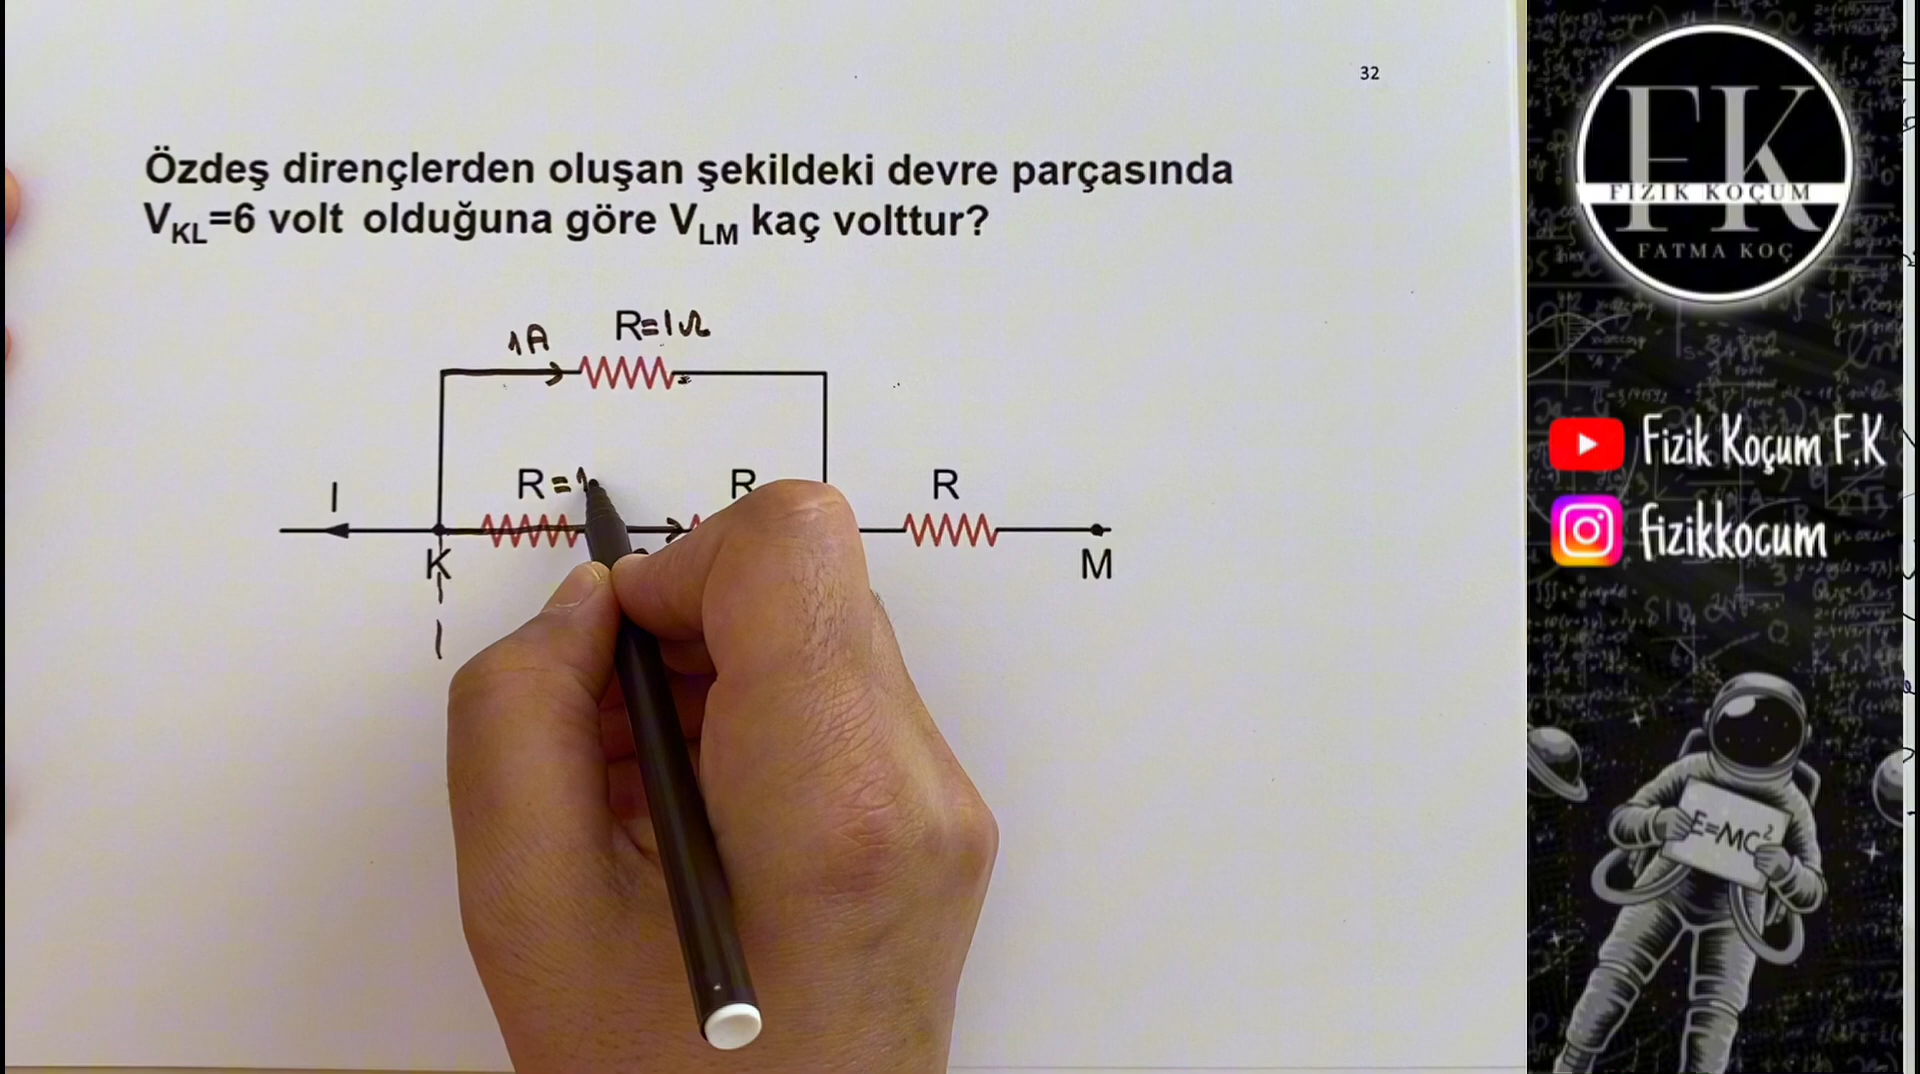 32
Özdeş dirençlerden oluşan şekildeki devre parçasında
VKL=6 volt olduğuna göre VLM kaç volttur?
1A
R=1Ω
R=1
R
R
I
K
M
FK
FIZIK KOÇUM
FATMA KOÇ
Fizik Koçum F.K
fizikkocum
E=MC²